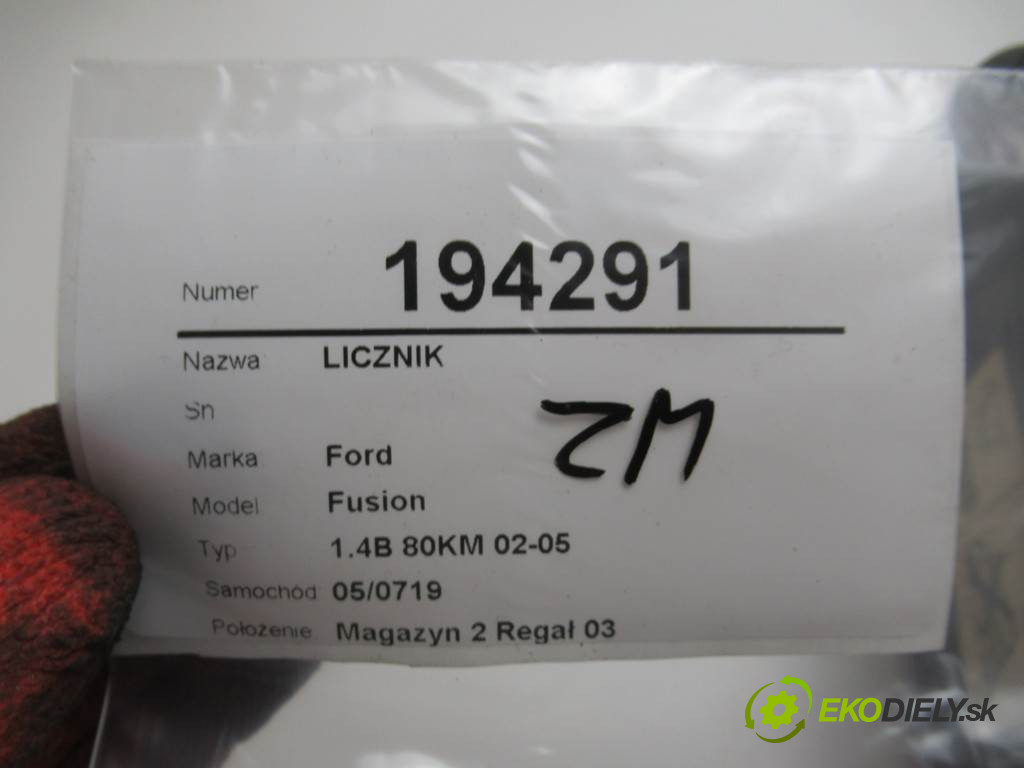 Numer 194291
Nazwa LICZNIK
Sn
Marka Ford
Model Fusion
Typ 1.4B 80KM 02-05
Samochód 05/0719
Położenie Magazyn 2 Regał 03
EKODIELY.sk